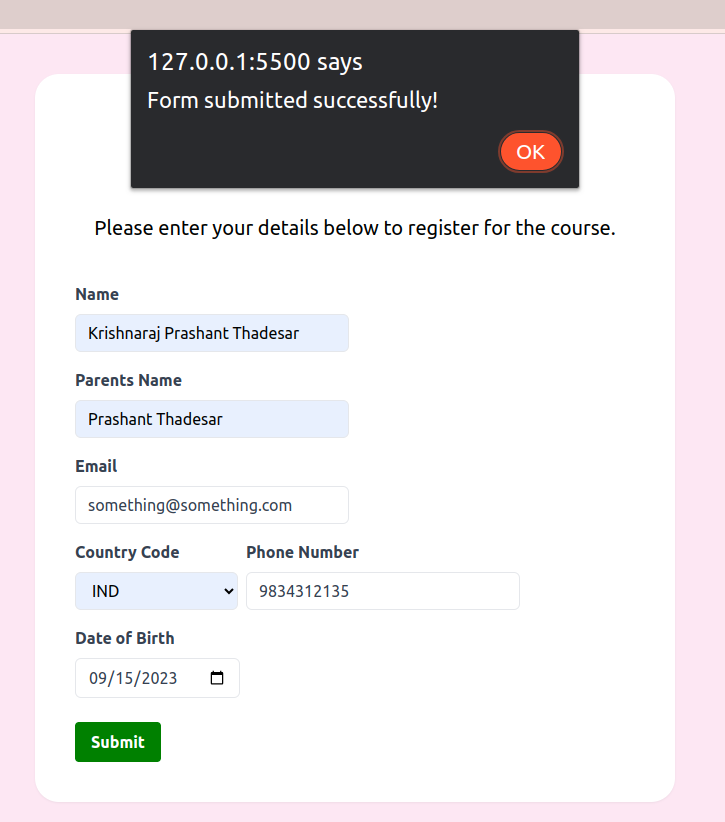 127.0.0.1:5500 says
Form submitted successfully!
OK
Please enter your details below to register for the course.
Name
Krishnaraj Prashant Thadesar
Parents Name
Prashant Thadesar
Email
something@something.com
Country Code Phone Number
IND 9834312135
Date of Birth
09/15/2023
Submit